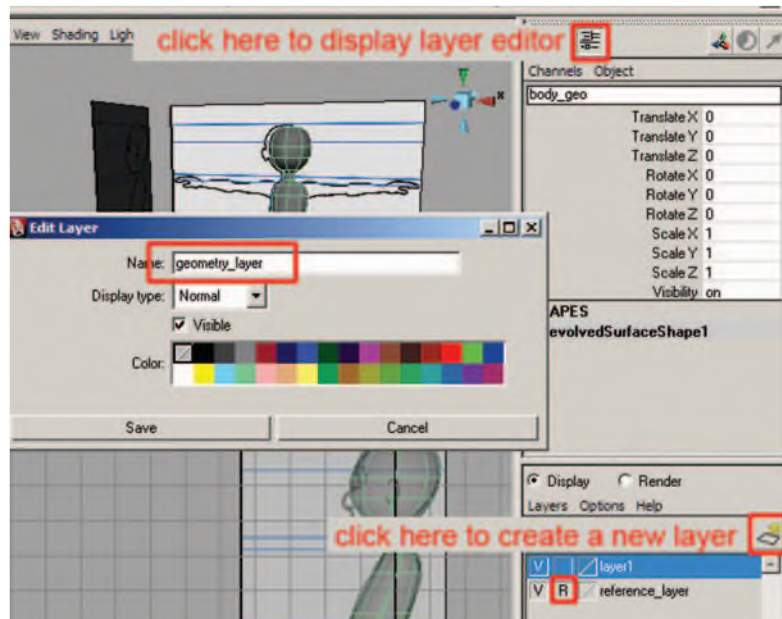 View Shading Ligh
click here to display layer editor
Channels Object
body_geo
Translate X 0
Translate Y 0
Translate Z 0
Rotate X 0
Rotate Y 0
Rotate Z 0
Scale X 1
Scale Y 1
Scale Z 1
Visibility on
APES
evolvedSurfaceShape1
x
Edit Layer
Name: geometry_layer
Display type: Normal
Visible
Color:
Save Cancel
Display Render
Layers Options Help
click here to create a new layer
V layer1
V R reference_layer